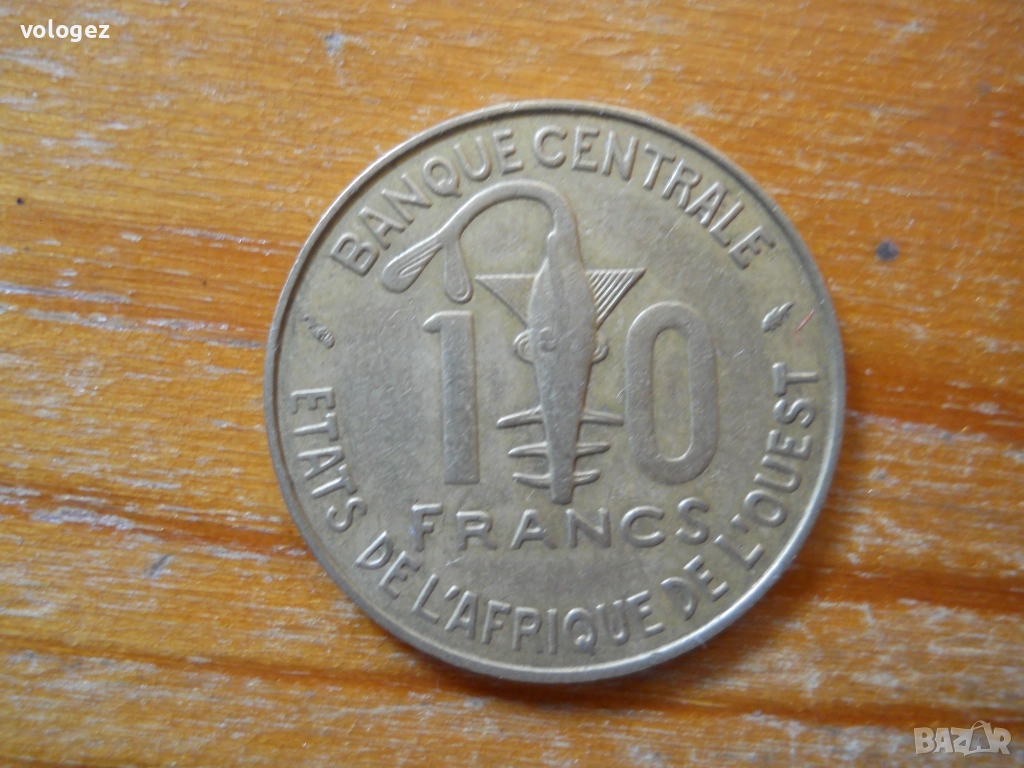 vologez
BANQUE CENTRALE
10
FRANCS
ETATS DE L'AFRIQUE DE L'OUEST
BAZAR